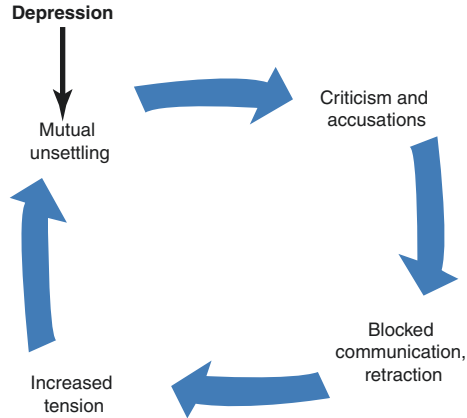 Depression
Mutual
unsettling
Criticism and
accusations
Blocked
communication,
retraction
Increased
tension